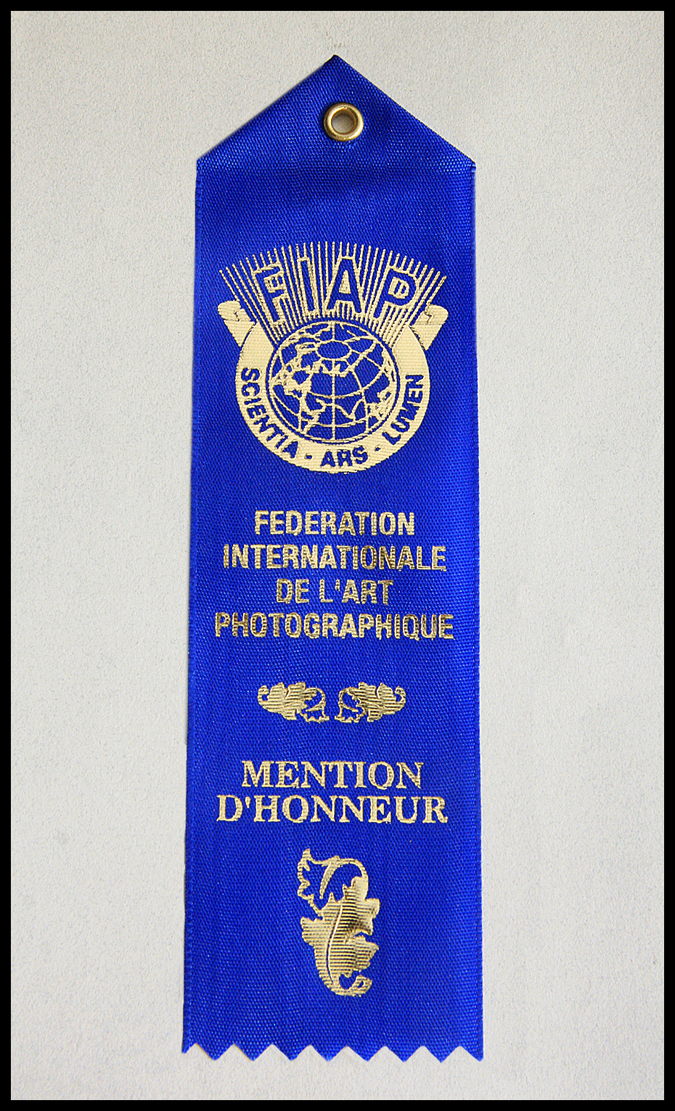 FIAP
SCIENTIA - ARS - LUMEN
FEDERATION
INTERNATIONALE
DE L'ART
PHOTOGRAPHIQUE
MENTION
D'HONNEUR